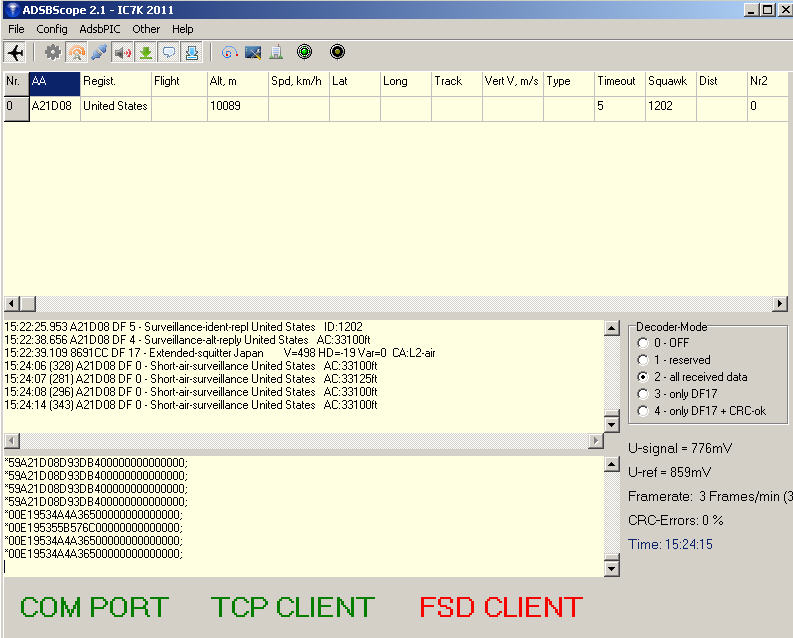 ADSBScope 2.1 - IC7K 2011
File Config AdsbPIC Other Help
Nr. AA Regist. Flight Alt, m Spd, km/h Lat Long Track Vert V, m/s Type Timeout Squawk Dist Nr2
0 A21D08 United States 10089 5 1202 0
15:22:25.953 A21D08 DF 5 - Surveillance-ident-repl United States ID:1202
15:22:38.656 A21D08 DF 4 - Surveillance-alt-reply United States AC:33100ft
15:22:39.109 8691CC DF 17 - Extended-squitter Japan V=498 HD=-19 Var=0 CA:L2-air
15:24:06 (328) A21D08 DF 0 - Short-air-surveillance United States AC:33100ft
15:24:07 (281) A21D08 DF 0 - Short-air-surveillance United States AC:33125ft
15:24:08 (296) A21D08 DF 0 - Short-air-surveillance United States AC:33100ft
15:24:14 (343) A21D08 DF 0 - Short-air-surveillance United States AC:33100ft
Decoder-Mode
0 - OFF
1 - reserved
2 - all received data
3 - only DF17
4 - only DF17 + CRC-ok
*59A21D08D93DB400000000000000;
*59A21D08D93DB400000000000000;
*59A21D08D93DB400000000000000;
*59A21D08D93DB400000000000000;
*00E19534A4A36500000000000000;
*00E195355B576C00000000000000;
*00E19534A4A36500000000000000;
*00E19534A4A36500000000000000;
U-signal = 776mV
U-ref = 859mV
Framerate: 3 Frames/min (3
CRC-Errors: 0 %
Time: 15:24:15
COM PORT TCP CLIENT FSD CLIENT